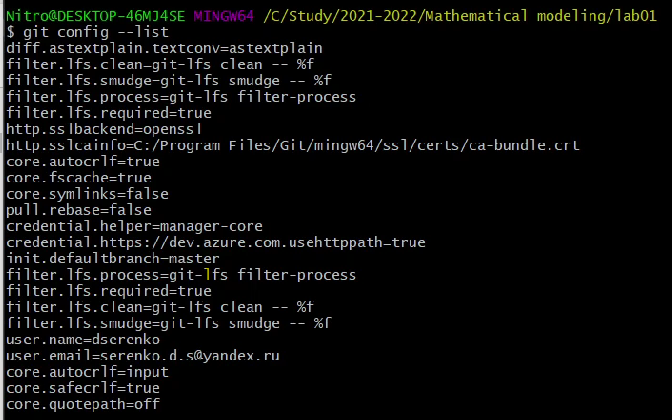 Nitro@DESKTOP-46MJ4SE MINGW64 /C/Study/2021-2022/Mathematical modeling/lab01
$ git config --list
diff.astextplain.textconv=astextplain
filter.lfs.clean=git-lfs clean -- %f
filter.lfs.smudge=git-lfs smudge -- %f
filter.lfs.process=git-lfs filter-process
filter.lfs.required=true
http.sslbackend=openssl
http.sslcainfo=C:/Program Files/Git/mingw64/ssl/certs/ca-bundle.crt
core.autocrlf=true
core.fscache=true
core.symlinks=false
pull.rebase=false
credential.helper=manager-core
credential.https://dev.azure.com.usehttppath=true
init.defaultbranch=master
filter.lfs.process=git-lfs filter-process
filter.lfs.required=true
filter.lfs.clean=git-lfs clean -- %f
filter.lfs.smudge=git-lfs smudge -- %f
user.name=dserenko
user.email=serenko.d.s@yandex.ru
core.autocrlf=input
core.safecrlf=true
core.quotepath=off